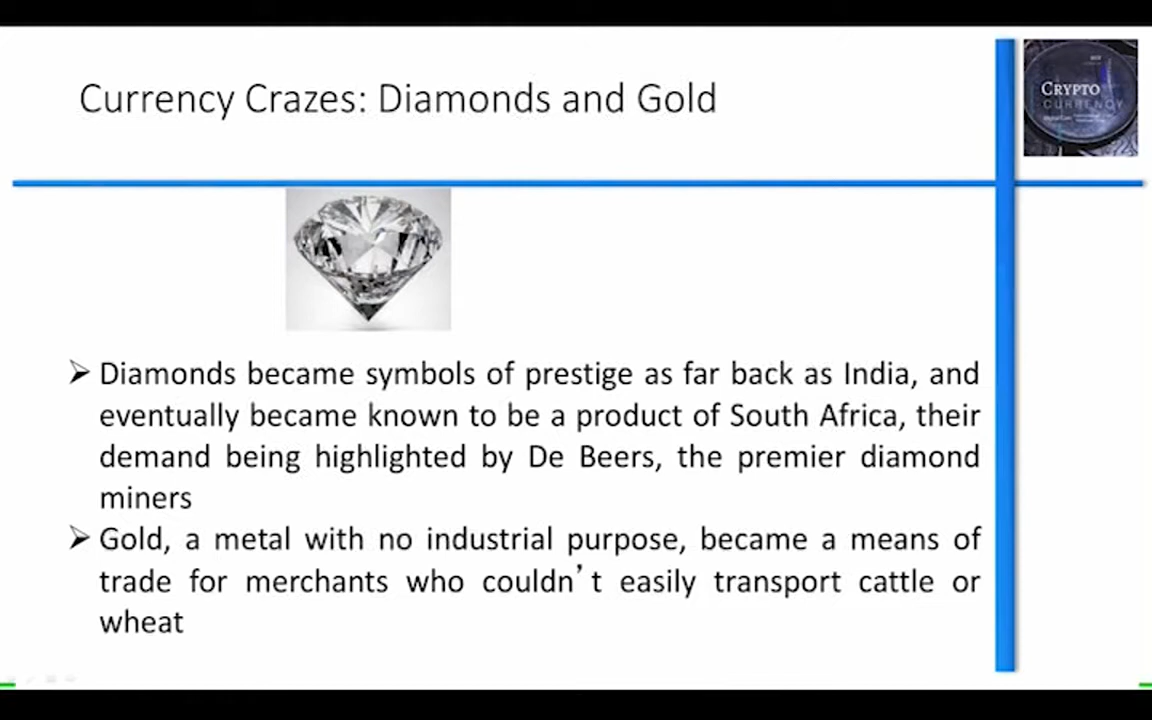 Currency Crazes: Diamonds and Gold
CRYPTO
CURRENCY
➢ Diamonds became symbols of prestige as far back as India, and
eventually became known to be a product of South Africa, their
demand being highlighted by De Beers, the premier diamond
miners
➢ Gold, a metal with no industrial purpose, became a means of
trade for merchants who couldn't easily transport cattle or
wheat